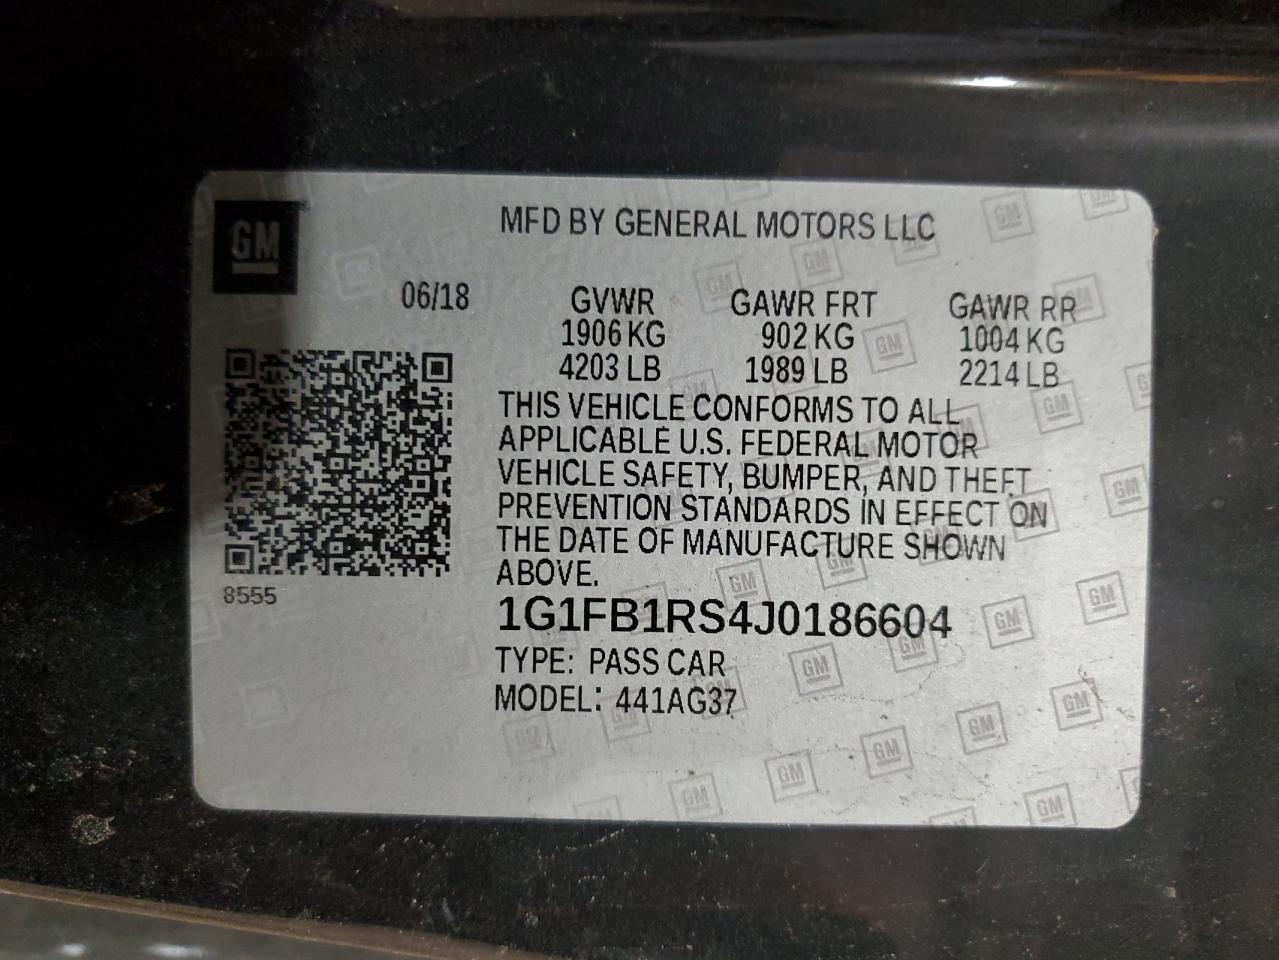 GM
MFD BY GENERAL MOTORS LLC
06/18
GVWR GAWR FRT GAWR RR
1906 KG 902 KG 1004 KG
4203 LB 1989 LB 2214 LB
THIS VEHICLE CONFORMS TO ALL
APPLICABLE U.S. FEDERAL MOTOR
VEHICLE SAFETY, BUMPER, AND THEFT
PREVENTION STANDARDS IN EFFECT ON
THE DATE OF MANUFACTURE SHOWN
ABOVE.
8555
1G1FB1RS4J0186604
TYPE: PASS CAR
MODEL: 441AG37